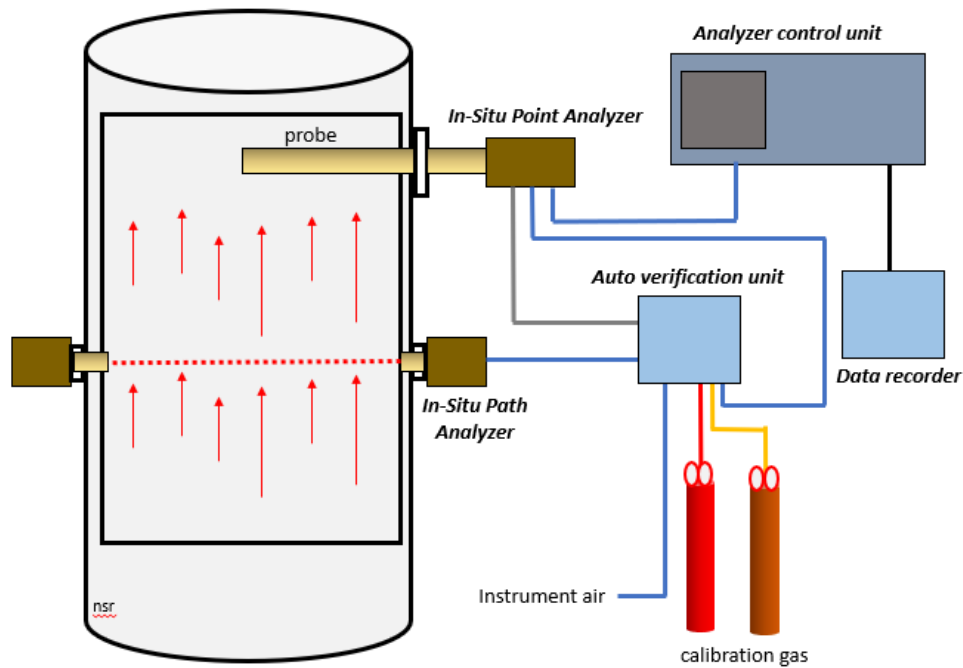 Analyzer control unit
In-Situ Point Analyzer
probe
Auto verification unit
Data recorder
In-Situ Path
Analyzer
Instrument air
nsr
calibration gas